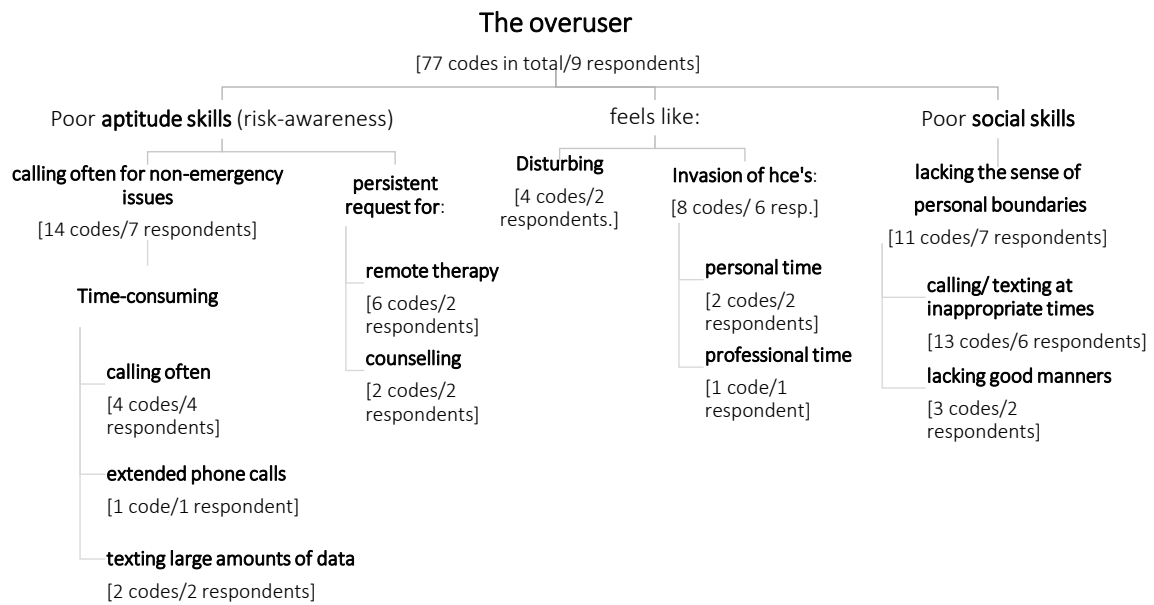 The overuser
[77 codes in total/9 respondents]
Poor aptitude skills (risk-awareness)
calling often for non-emergency
issues
[14 codes/7 respondents]
Time-consuming
calling often
[4 codes/4
respondents]
extended phone calls
[1 code/1 respondent]
texting large amounts of data
[2 codes/2 respondents]
persistent
request for:
remote therapy
[6 codes/2
respondents]
counselling
[2 codes/2
respondents]
feels like:
Disturbing
[4 codes/2
respondents.]
Invasion of hce's:
[8 codes/ 6 resp.]
personal time
[2 codes/2
respondents]
professional time
[1 code/1
respondent]
Poor social skills
lacking the sense of
personal boundaries
[11 codes/7 respondents]
calling/ texting at
inappropriate times
[13 codes/6 respondents]
lacking good manners
[3 codes/2
respondents]